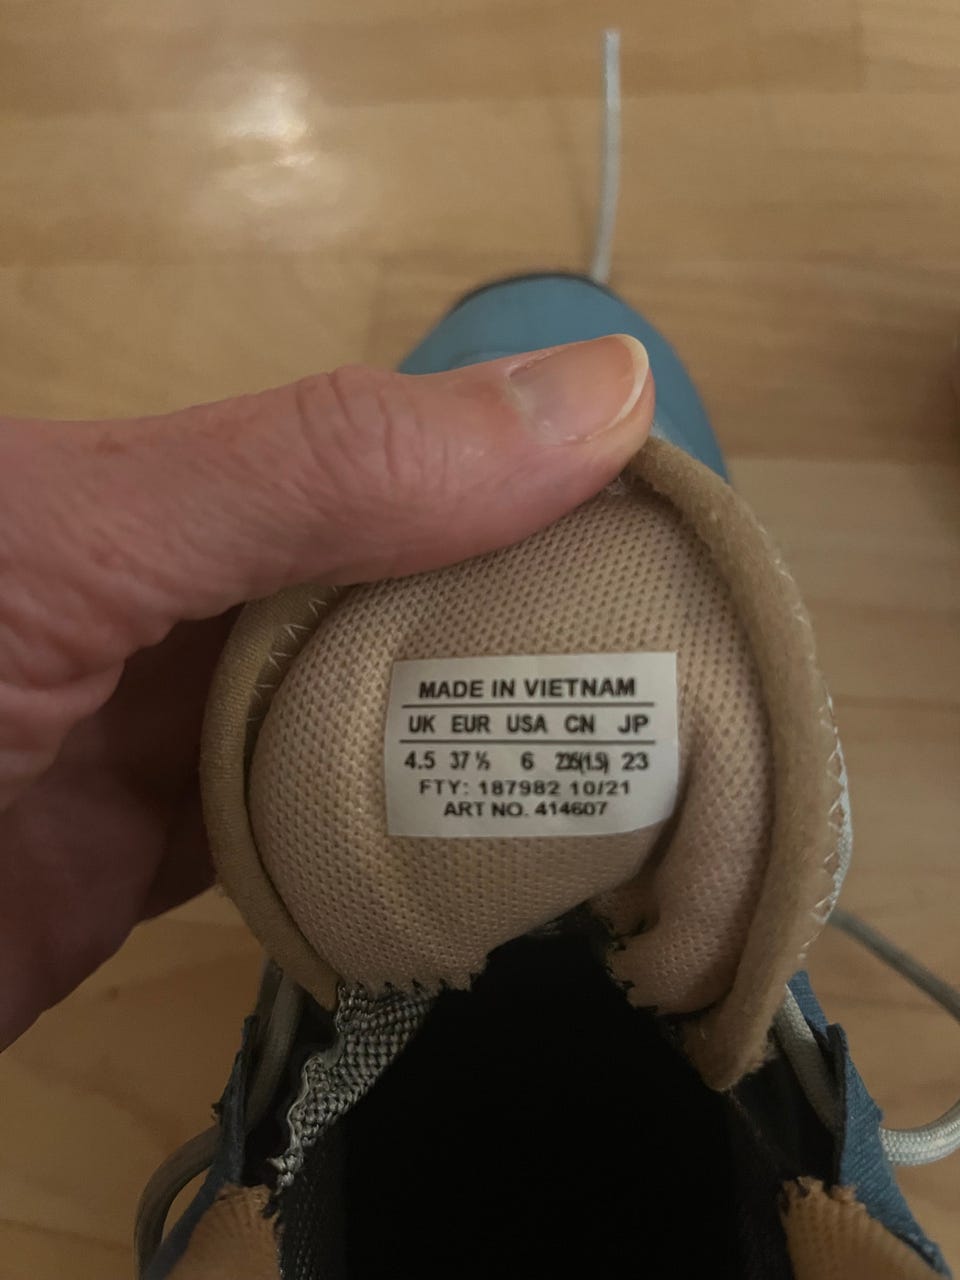 MADE IN VIETNAM
UK EUR USA CN JP
4.5 37 ½ 6 235(1.5) 23
FTY: 187982 10/21
ART NO. 414607